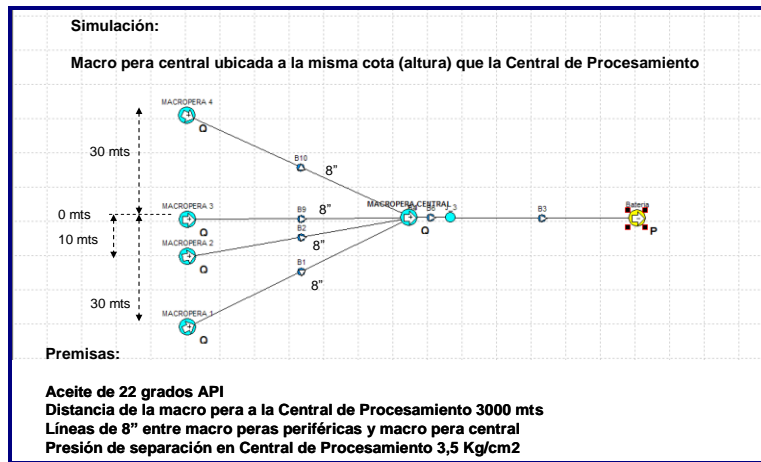 Simulación:
Macro pera central ubicada a la misma cota (altura) que la Central de Procesamiento
MACROPERA 4
Q
30 mts
B10
8”
MACROPERA 3
0 mts
Q
B9
8”
MACROPERA CENTRAL
B6
Q
B3
Bateria
P
10 mts
MACROPERA 2
Q
B2
8”
B1
8”
30 mts
MACROPERA 1
Q
Premisas:
Aceite de 22 grados API
Distancia de la macro pera a la Central de Procesamiento 3000 mts
Líneas de 8” entre macro peras periféricas y macro pera central
Presión de separación en Central de Procesamiento 3,5 Kg/cm2